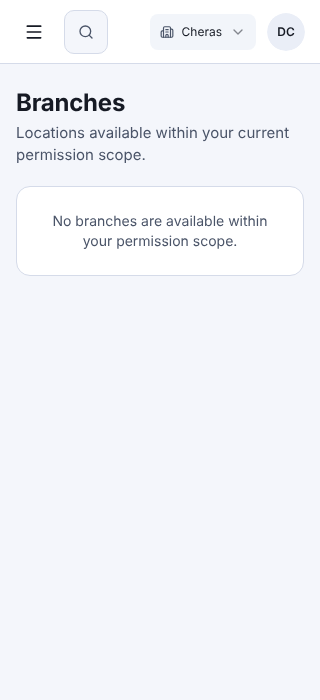 Cheras
DC
Branches
Locations available within your current
permission scope.
No branches are available within
your permission scope.